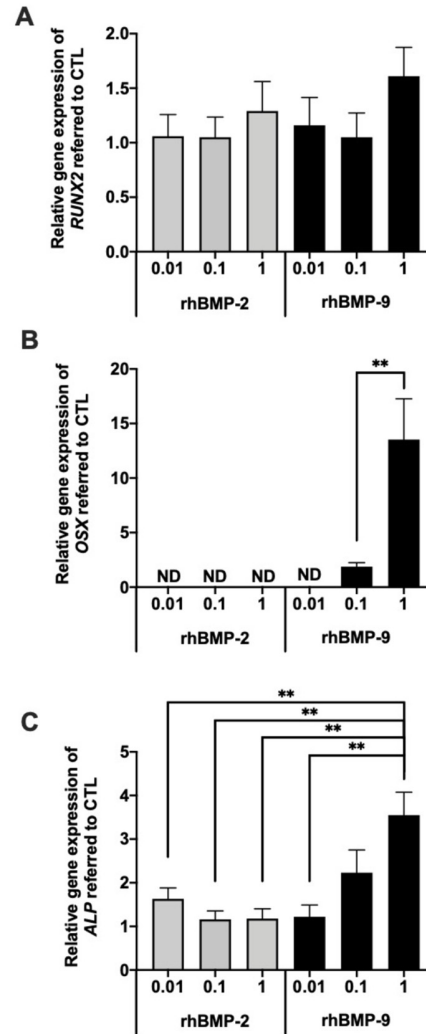 A
Relative gene expression of
RUNX2 referred to CTL
2.0
1.5
1.0
0.5
0.0
0.01 0.1 1 0.01 0.1 1
rhBMP-2 rhBMP-9
B
Relative gene expression of
OSX referred to CTL
20
15
10
5
0
**
ND ND ND ND
0.01 0.1 1 0.01 0.1 1
rhBMP-2 rhBMP-9
C
Relative gene expression of
ALP referred to CTL
**
**
**
**
5
4
3
2
1
0
0.01 0.1 1 0.01 0.1 1
rhBMP-2 rhBMP-9